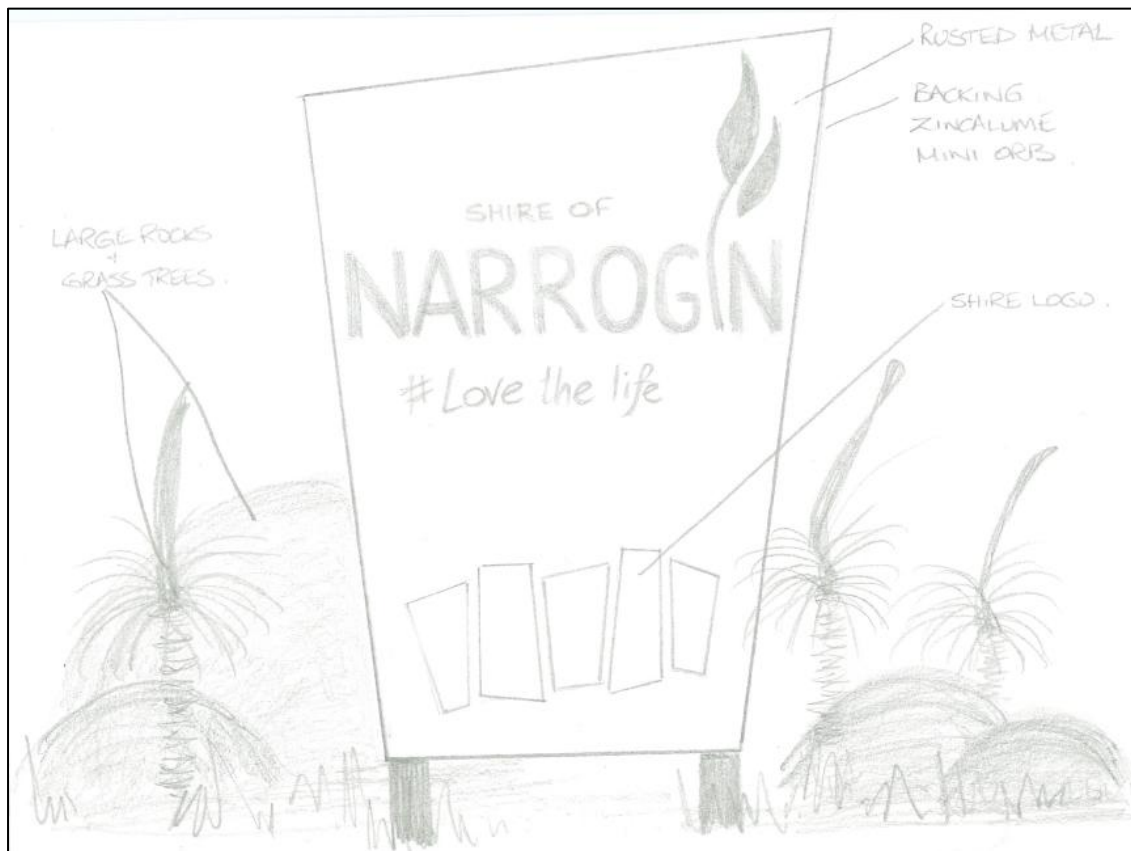 RUSTED METAL
BACKING
ZINCALUME
MINI ORB.
SHIRE OF
NARROGIN
#Love the life
LARGE ROCKS
+
GRASS TREES.
SHIRE LOGO.